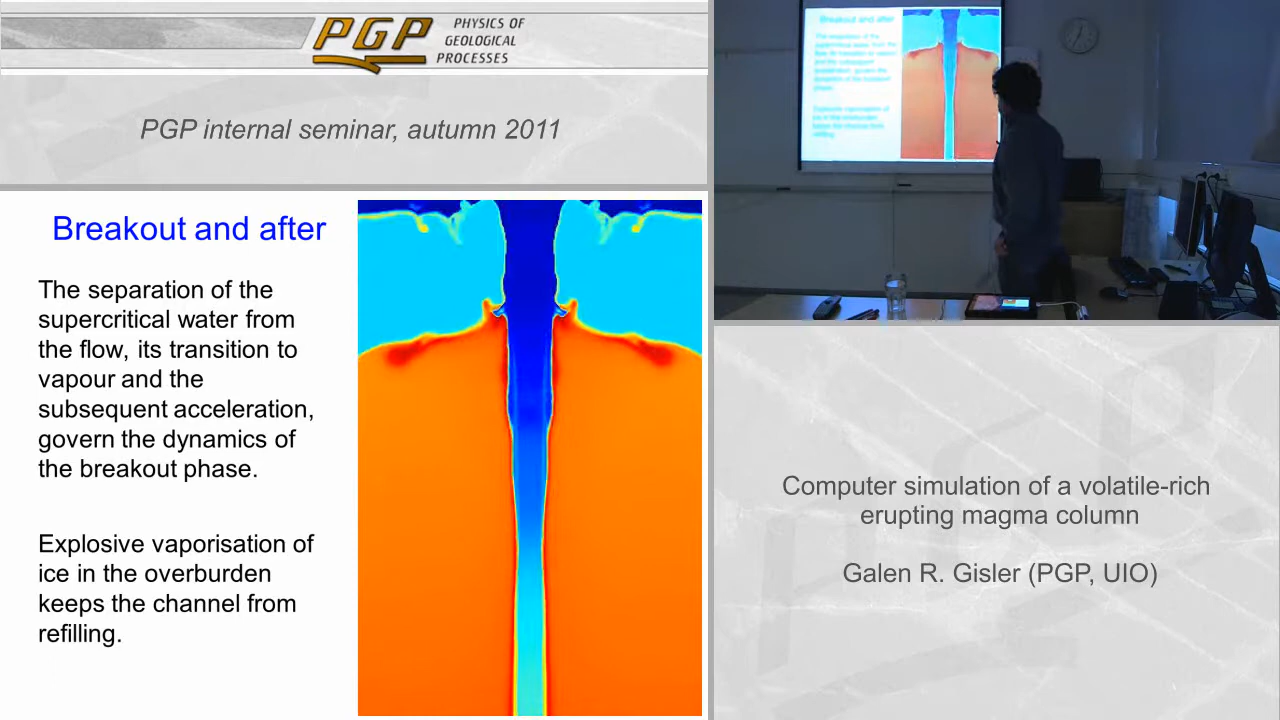 PGP
PHYSICS OF
GEOLOGICAL
PROCESSES
PGP internal seminar, autumn 2011
Breakout and after
The separation of the
supercritical water from
the flow, its transition to
vapour and the
subsequent acceleration,
govern the dynamics of
the breakout phase.
Explosive vaporisation of
ice in the overburden
keeps the channel from
refilling.
Breakout and after
Computer simulation of a volatile-rich
erupting magma column
Galen R. Gisler (PGP, UIO)